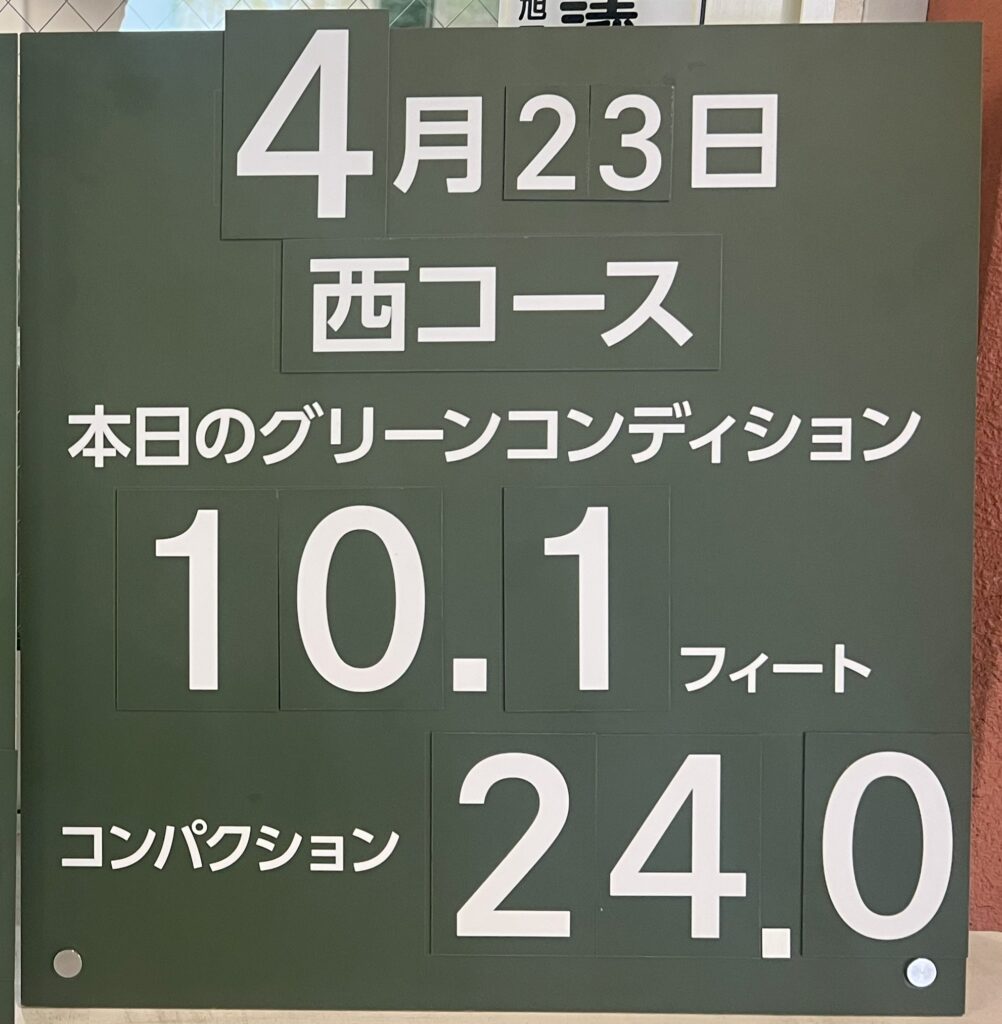 旭
4月23日
西コース
本日のグリーンコンディション
10.1フィート
コンパクション 24.0